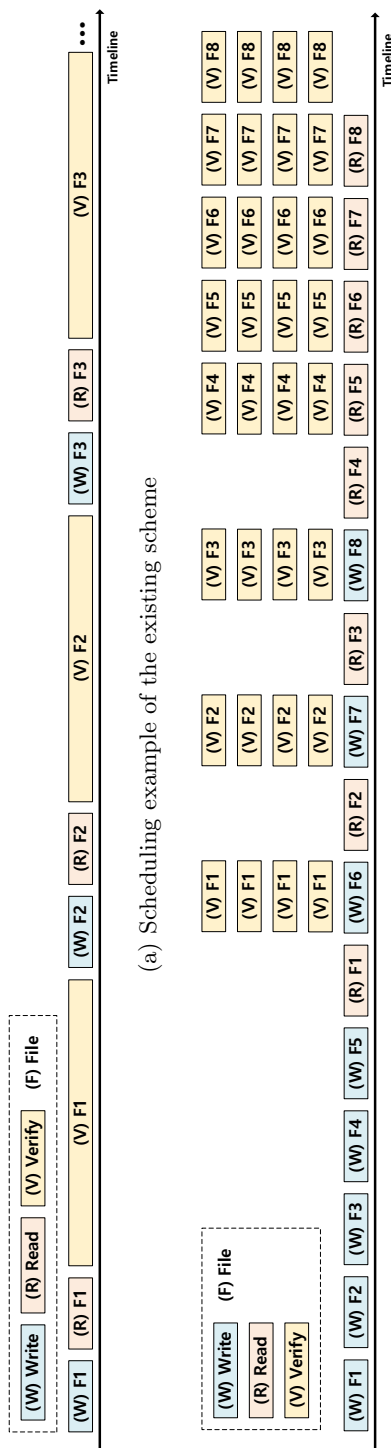 (W) Write (R) Read (V) Verify (F) File
(W) F1 (R) F1 (V) F1 (W) F2 (R) F2 (V) F2 (W) F3 (R) F3 (V) F3 •••
Timeline
(a) Scheduling example of the existing scheme
(W) Write (F) File
(R) Read
(V) Verify
(V) F1 (V) F2 (V) F3 (V) F4 (V) F5 (V) F6 (V) F7 (V) F8
(V) F1 (V) F2 (V) F3 (V) F4 (V) F5 (V) F6 (V) F7 (V) F8
(V) F1 (V) F2 (V) F3 (V) F4 (V) F5 (V) F6 (V) F7 (V) F8
(V) F1 (V) F2 (V) F3 (V) F4 (V) F5 (V) F6 (V) F7 (V) F8
(W) F1 (W) F2 (W) F3 (W) F4 (W) F5 (R) F1 (W) F6 (R) F2 (W) F7 (R) F3 (W) F8 (R) F4 (R) F5 (R) F6 (R) F7 (R) F8
Timeline